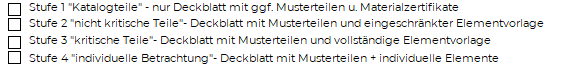 Stufe 1 "Katalogteile" - nur Deckblatt mit ggf. Musterteilen u. Materialzertifikate
Stufe 2 "nicht kritische Teile"- Deckblatt mit Musterteilen und eingeschränkter Elementvorlage
Stufe 3 "kritische Teile"- Deckblatt mit Musterteilen und vollständige Elementvorlage
Stufe 4 "individuelle Betrachtung"- Deckblatt mit Musterteilen + individuelle Elemente